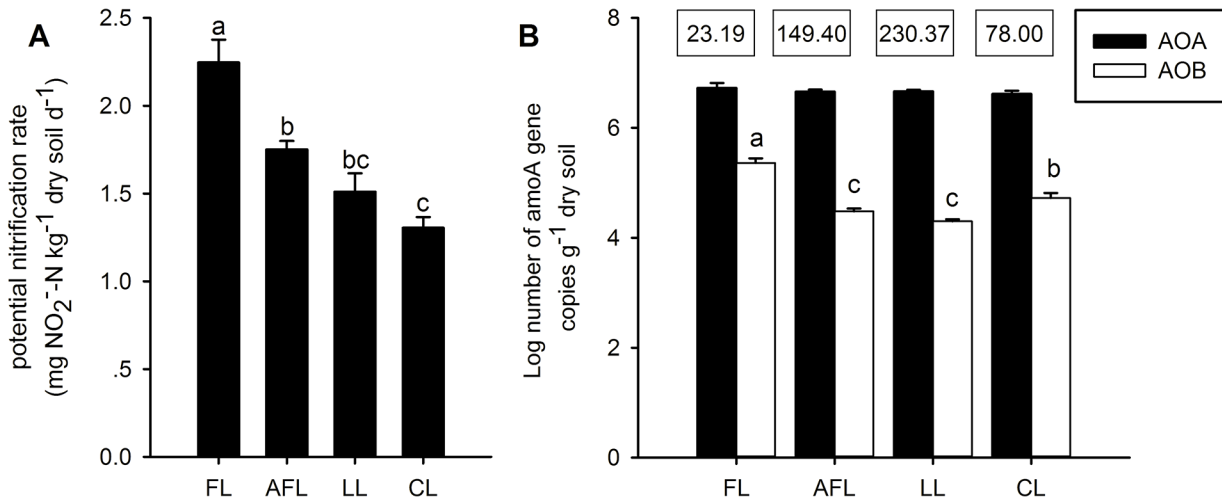 A
potential nitrification rate
(mg NO2⁻-N kg⁻¹ dry soil d⁻¹)
2.5
2.0
1.5
1.0
.5
0.0
a
b
bc
c
FL AFL LL CL
B
Log number of amoA gene
copies g⁻¹ dry soil
8
6
4
2
0
23.19 149.40 230.37 78.00
a
c
c
b
FL AFL LL CL
AOA
AOB